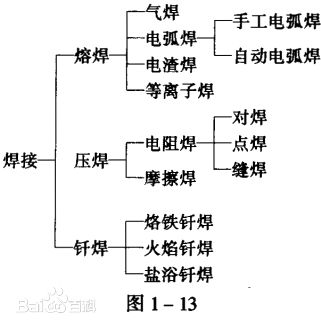 气焊
手工电弧焊
电弧焊
自动电弧焊
熔焊
电渣焊
等离子焊
对焊
电阻焊
点焊
焊接
压焊
缝焊
摩擦焊
烙铁钎焊
钎焊
火焰钎焊
盐浴钎焊
Bai百科
图1-13